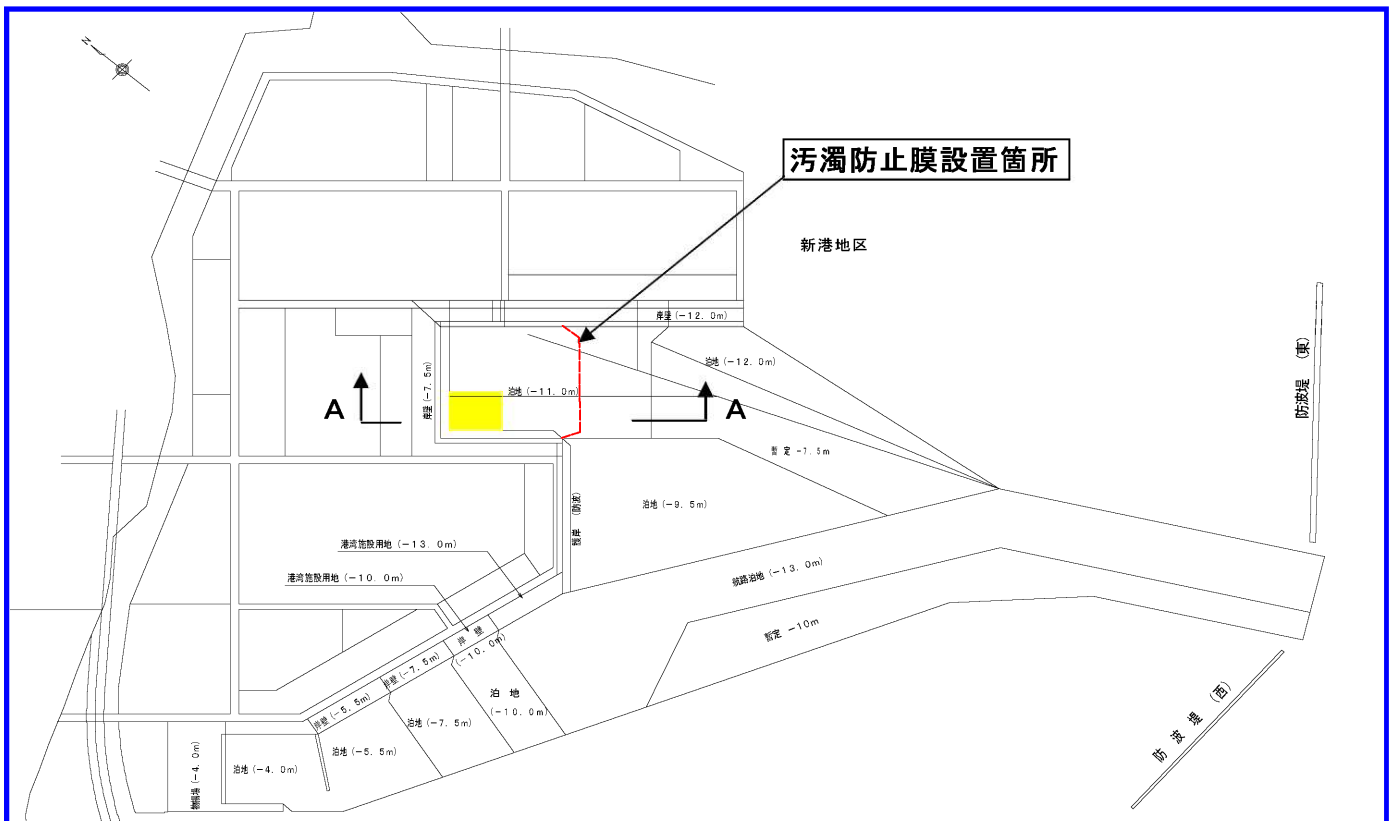 N
汚濁防止膜設置箇所
新港地区
岸壁(-12.0m)
泊地(-12.0m)
岸壁(-7.5m)
泊地(-11.0m)
A
A
防波堤 (東)
暫定 -7.5m
泊地(-9.5m)
護岸 (防波)
港湾施設用地(-13.0m)
港湾施設用地(-10.0m)
航路泊地(-13.0m)
暫定 -10m
岸壁
(-10.0m)
岸壁(-7.5m)
岸壁(-5.5m)
泊 地
(-10.0m)
泊地(-7.5m)
泊地(-5.5m)
泊地(-4.0m)
物揚場(-4.0m)
防 波 堤 (西)